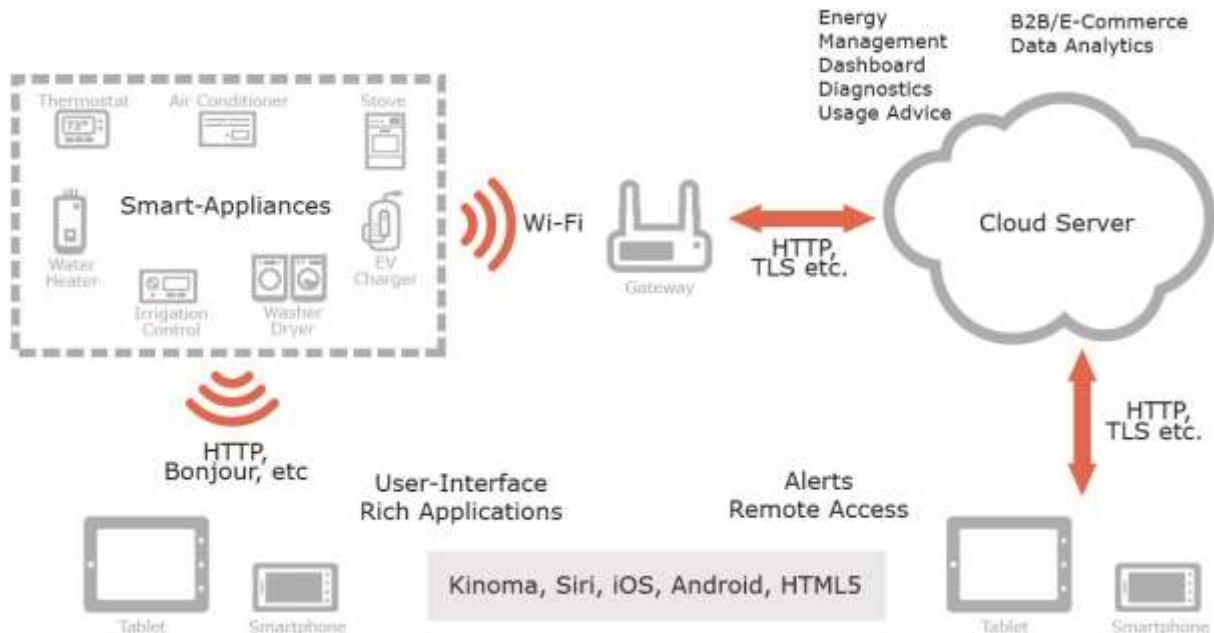 Energy
Management
Dashboard
Diagnostics
Usage Advice
B2B/E-Commerce
Data Analytics
Thermostat
Air Conditioner
Stove
73°
Smart-Appliances
Water
Heater
EV
Charger
Irrigation
Control
Washer
Dryer
Wi-Fi
Gateway
HTTP,
TLS etc.
Cloud Server
HTTP,
TLS etc.
HTTP,
Bonjour, etc
User-Interface
Rich Applications
Alerts
Remote Access
Kinoma, Siri, iOS, Android, HTML5
Tablet
Smartphone
Tablet
Smartphone